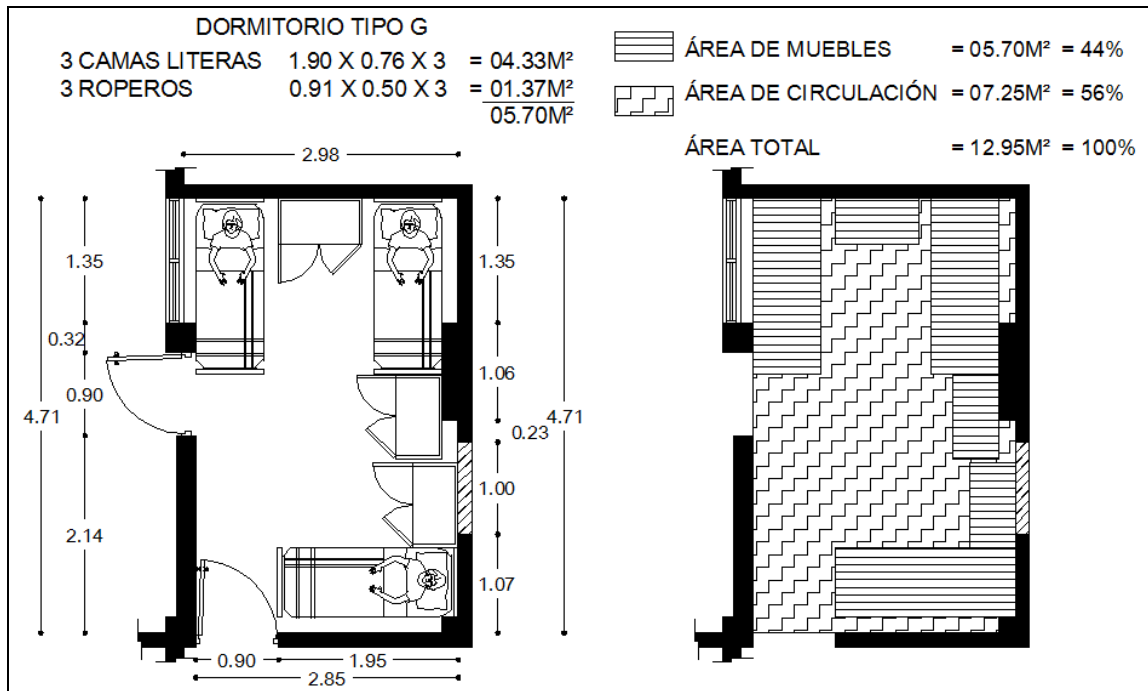 DORMITORIO TIPO G
3 CAMAS LITERAS 1.90 X 0.76 X 3 = 04.33M²
3 ROPEROS 0.91 X 0.50 X 3 = 01.37M²
05.70M²
ÁREA DE MUEBLES = 05.70M² = 44%
ÁREA DE CIRCULACIÓN = 07.25M² = 56%
ÁREA TOTAL = 12.95M² = 100%
2.98
1.35
0.32
0.90
4.71
2.14
1.35
1.06
0.23
4.71
1.00
1.07
0.90
1.95
2.85